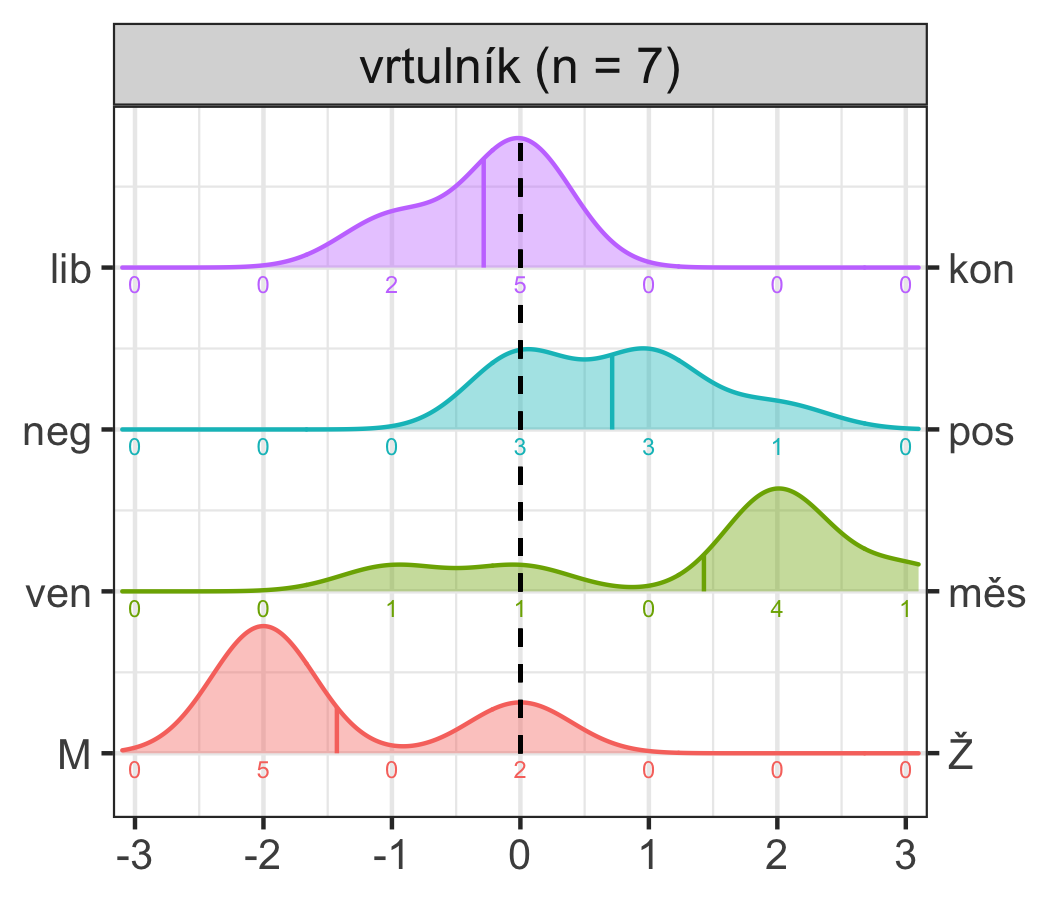 vrtulník (n = 7)
lib kon
0 0 2 5 0 0 0
neg pos
0 0 0 3 3 1 0
ven měs
0 0 1 1 0 4 1
M Ž
0 5 0 2 0 0 0
-3 -2 -1 0 1 2 3